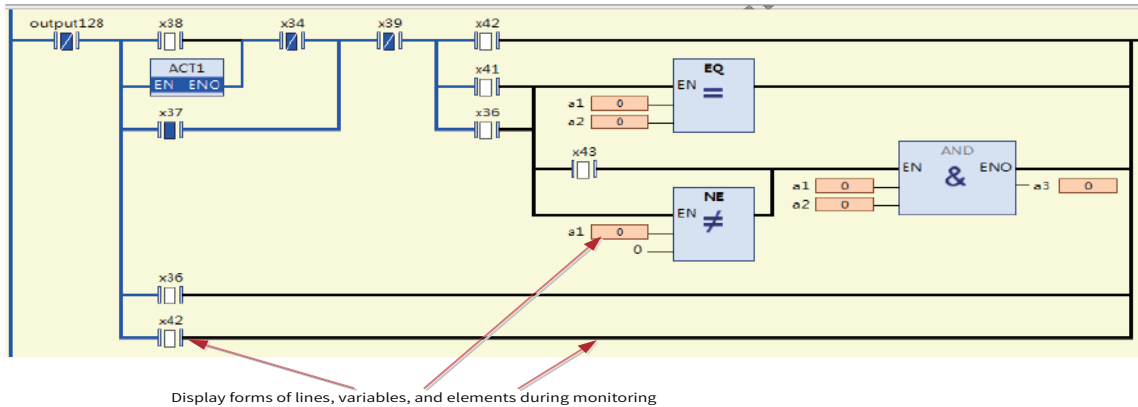 output128 x38 x34 x39 x42
ACT1
EN ENO
x41
EQ
EN =
a1 0
a2 0
x37
x36
x43
AND
EN ENO
&
a1 0
a2 0
a3 0
NE
EN ≠
a1 0
0
x36
x42
Display forms of lines, variables, and elements during monitoring